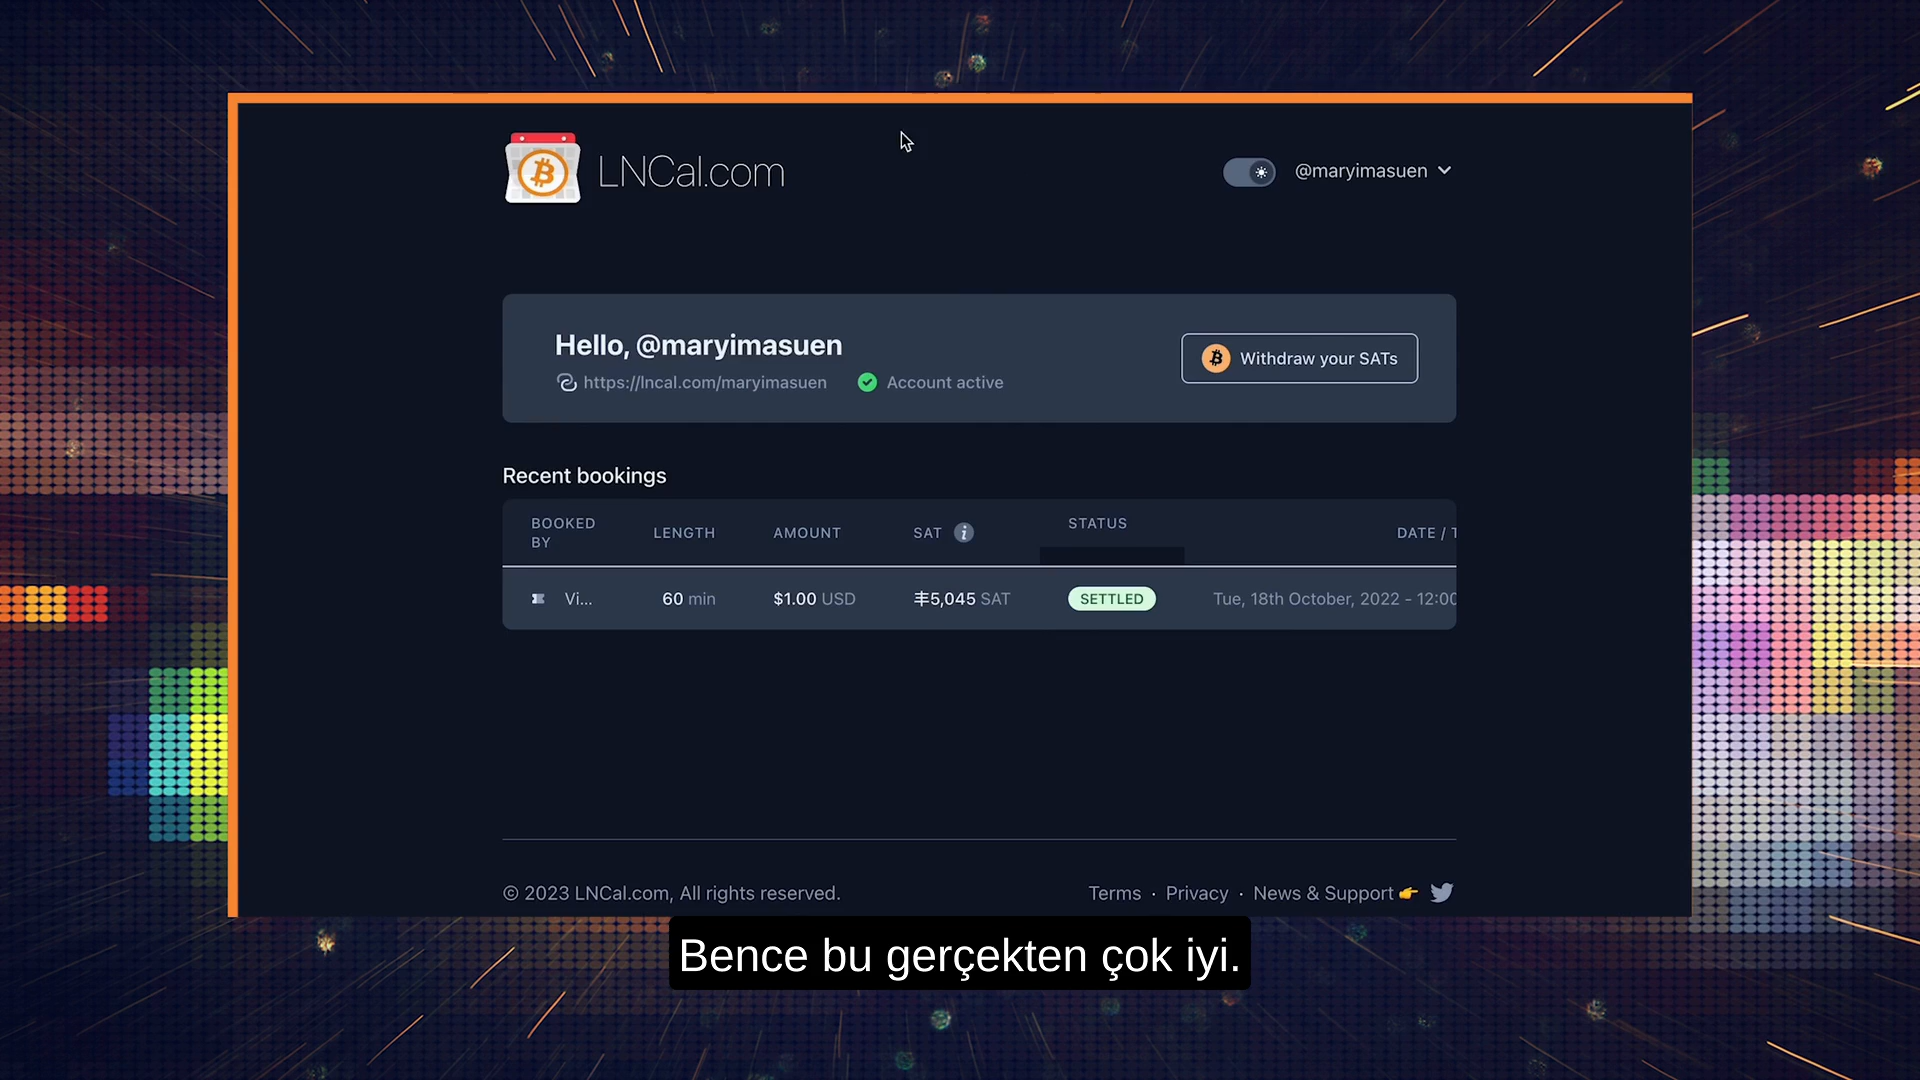 LNCal.com
@maryimasuen
Hello, @maryimasuen
https://lncal.com/maryimasuen Account active
Withdraw your SATs
Recent bookings
BOOKED BY LENGTH AMOUNT SAT STATUS DATE / T
Vi... 60 min $1.00 USD 丰5,045 SAT SETTLED Tue, 18th October, 2022 - 12:00
© 2023 LNCal.com, All rights reserved. Terms · Privacy · News & Support 👉
Bence bu gerçekten çok iyi.